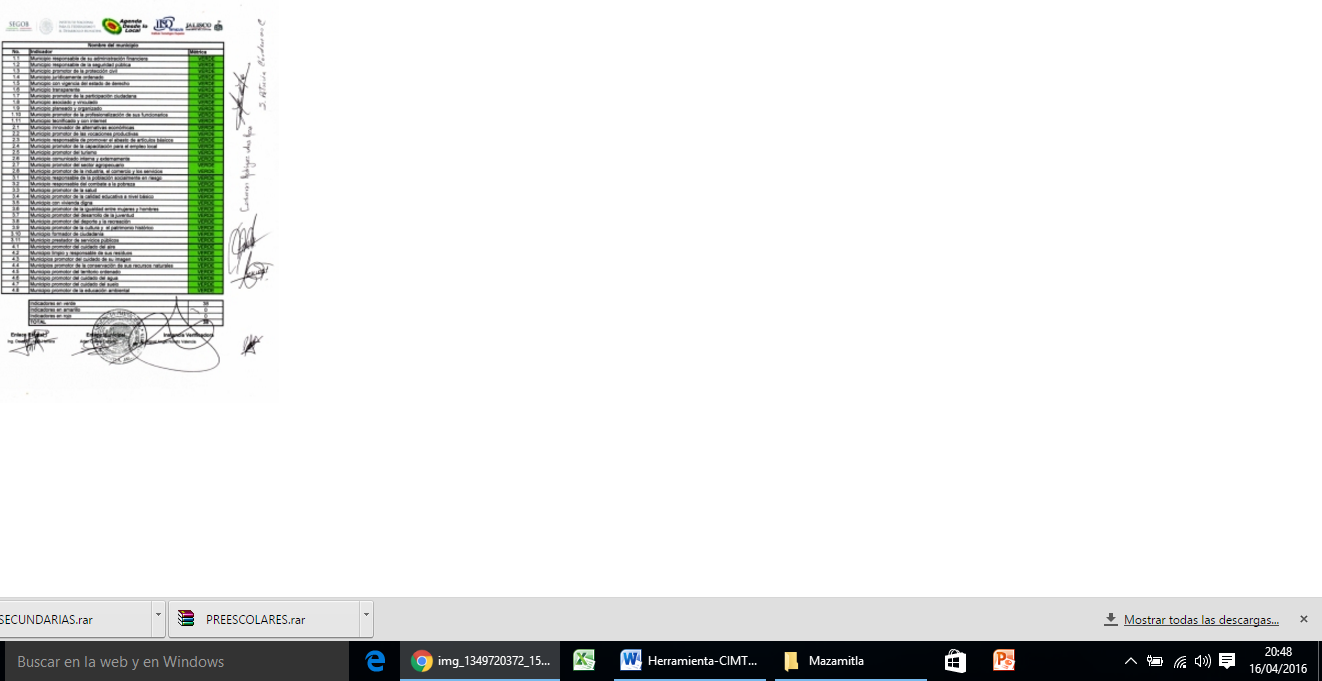 SEGOB
Agenda Desde lo Local
JALISCO
Nombre del municipio
No. Indicador Métrica
1.1 Municipio responsable de su administración financiera VERDE
1.2 Municipio responsable de la seguridad pública VERDE
1.3 Municipio promotor de la protección civil VERDE
1.4 Municipio jurídicamente ordenado VERDE
1.5 Municipio con vigencia del estado de derecho VERDE
1.6 Municipio transparente VERDE
1.7 Municipio promotor de la participación ciudadana VERDE
1.8 Municipio asociado y vinculado VERDE
1.9 Municipio planeado y organizado VERDE
1.10 Municipio promotor de la profesionalización de sus funcionarios VERDE
1.11 Municipio tecnificado y con internet VERDE
2.1 Municipio innovador de alternativas económicas VERDE
2.2 Municipio promotor de las vocaciones productivas VERDE
2.3 Municipio responsable de promover el abasto de artículos básicos VERDE
2.4 Municipio promotor de la capacitación para el empleo local VERDE
2.5 Municipio promotor del turismo VERDE
2.6 Municipio comunicado interna y externamente VERDE
2.7 Municipio promotor del sector agropecuario VERDE
2.8 Municipio promotor de la industria, el comercio y los servicios VERDE
3.1 Municipio responsable de la población socialmente en riesgo VERDE
3.2 Municipio responsable del combate a la pobreza VERDE
3.3 Municipio promotor de la salud VERDE
3.4 Municipio promotor de la calidad educativa a nivel básico VERDE
3.5 Municipio con vivienda digna VERDE
3.6 Municipio promotor de la igualdad entre mujeres y hombres VERDE
3.7 Municipio promotor del desarrollo de la juventud VERDE
3.8 Municipio promotor del deporte y la recreación VERDE
3.9 Municipio promotor de la cultura y el patrimonio histórico VERDE
3.10 Municipio formador de ciudadanía VERDE
3.11 Municipio prestador de servicios públicos VERDE
4.1 Municipio promotor del cuidado del aire VERDE
4.2 Municipio limpio y responsable de sus residuos VERDE
4.3 Municipios promotor del cuidado de su imagen VERDE
4.4 Municipios promotor de la conservación de sus recursos naturales VERDE
4.5 Municipio promotor del territorio ordenado VERDE
4.6 Municipio promotor del cuidado del agua VERDE
4.7 Municipio promotor del cuidado del suelo VERDE
4.8 Municipio promotor de la educación ambiental VERDE
Indicadores en verde 38
Indicadores en amarillo 0
Indicadores en rojo 0
TOTAL
Enlace Enlace Municipal Instancia Verificadora
SECUNDARIAS.rar PREESCOLARES.rar Mostrar todas las descargas...
Buscar en la web y en Windows img_1349720372_15... Herramienta-CIMT... Mazamitla 20:48
16/04/2016